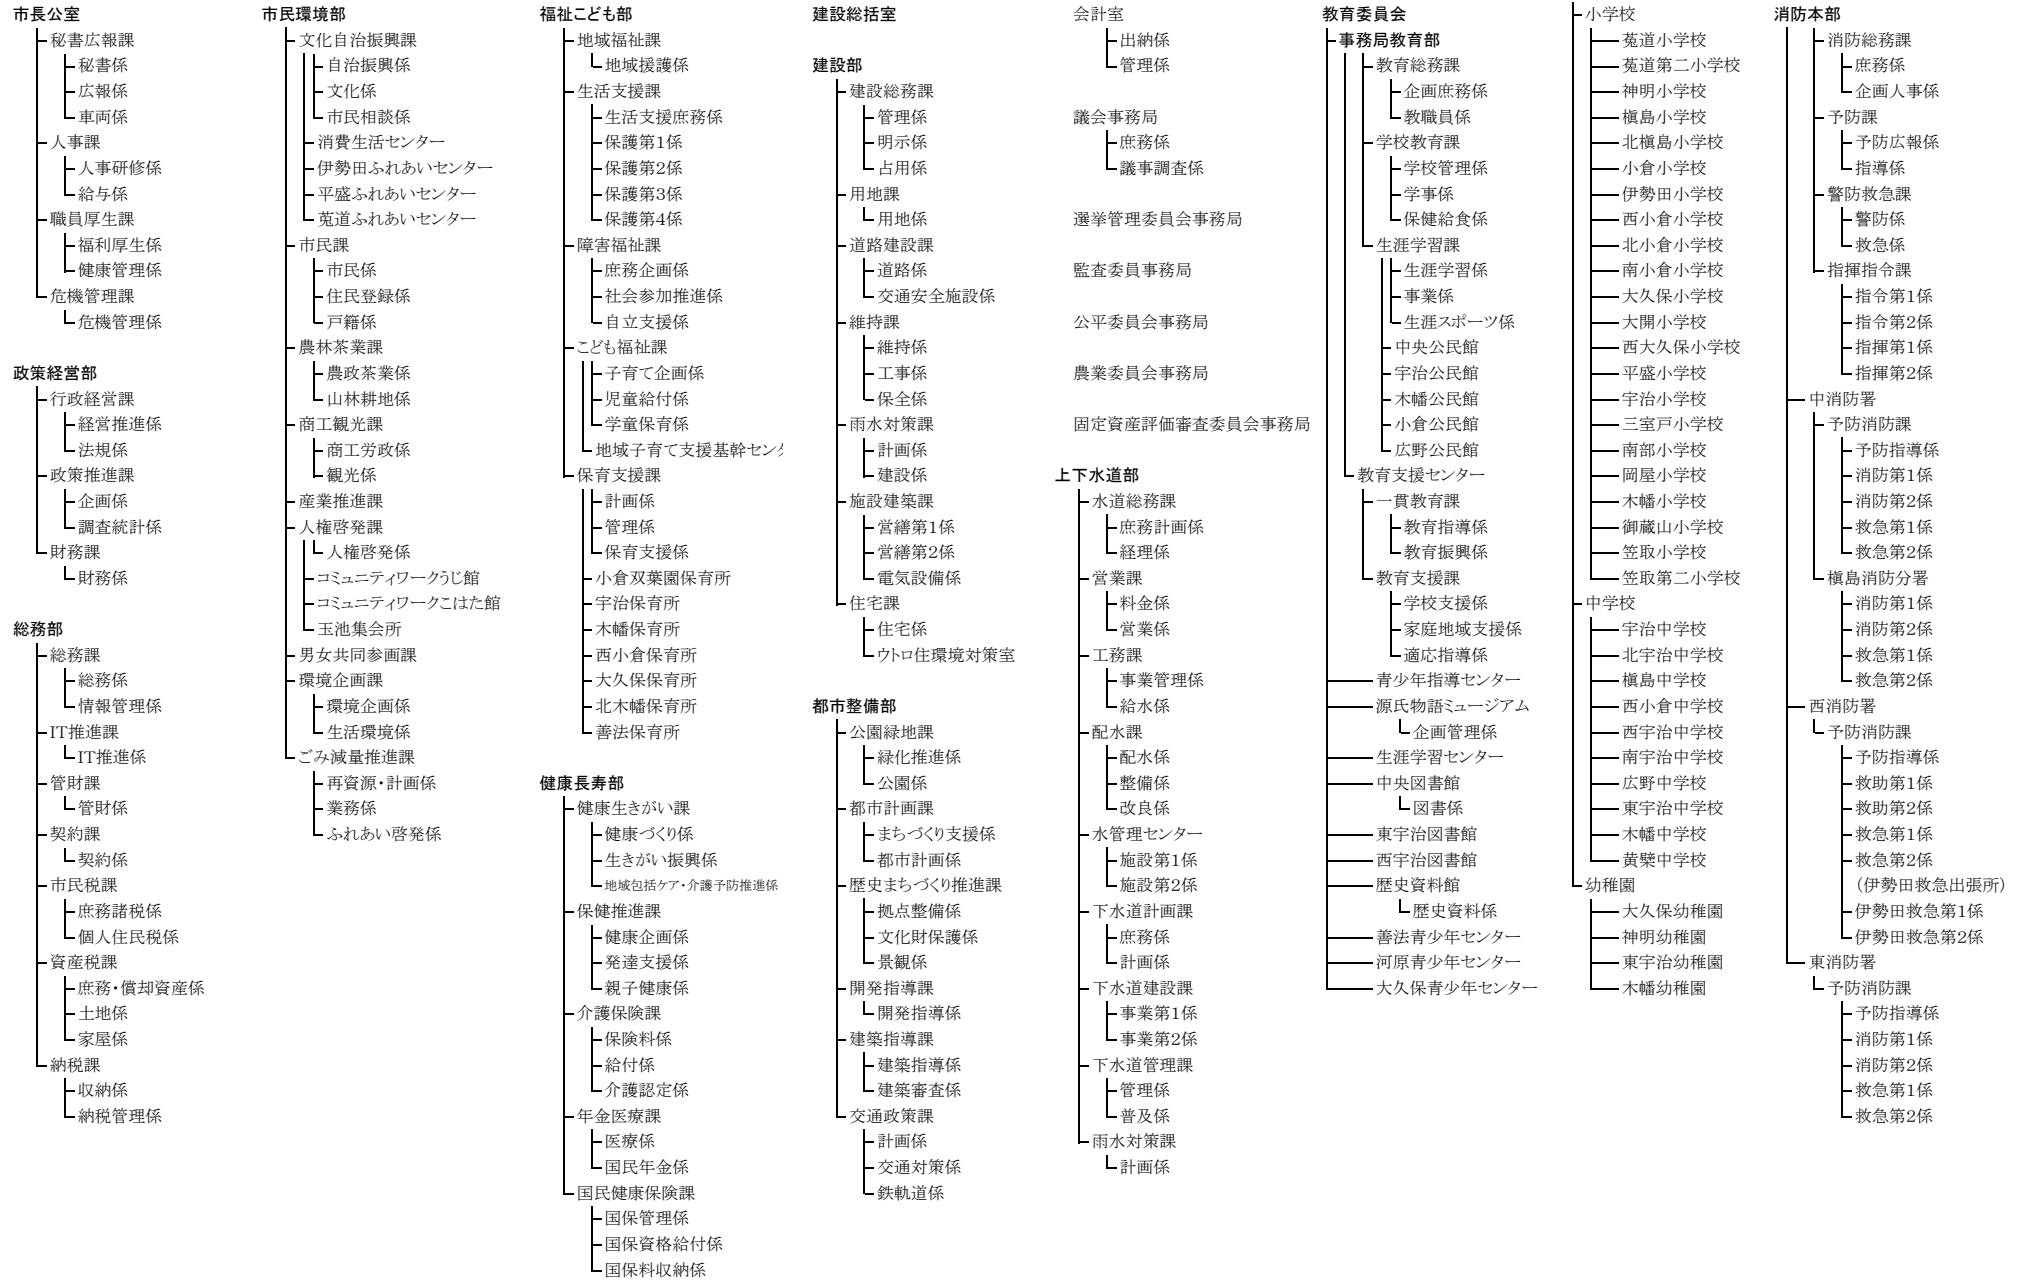 市長公室
秘書広報課
秘書係
広報係
車両係
人事課
人事研修係
給与係
職員厚生課
福利厚生係
健康管理係
危機管理課
危機管理係
政策経営部
行政経営課
経営推進係
法規係
政策推進課
企画係
調査統計係
財務課
財務係
総務部
総務課
総務係
情報管理係
IT推進課
IT推進係
管財課
管財係
契約課
契約係
市民税課
庶務諸税係
個人住民税係
資産税課
庶務・償却資産係
土地係
家屋係
納税課
収納係
納税管理係
市民環境部
文化自治振興課
自治振興係
文化係
市民相談係
消費生活センター
伊勢田ふれあいセンター
平盛ふれあいセンター
菟道ふれあいセンター
市民課
市民係
住民登録係
戸籍係
農林茶業課
農政茶業係
山林耕地係
商工観光課
商工労政係
観光係
産業推進課
人権啓発課
人権啓発係
コミュニティワークうじ館
コミュニティワークこはた館
玉池集会所
男女共同参画課
環境企画課
環境企画係
生活環境係
ごみ減量推進課
再資源・計画係
業務係
ふれあい啓発係
福祉こども部
地域福祉課
地域援護係
生活支援課
生活支援庶務係
保護第1係
保護第2係
保護第3係
保護第4係
障害福祉課
庶務企画係
社会参加推進係
自立支援係
こども福祉課
子育て企画係
児童給付係
学童保育係
地域子育て支援基幹セン
保育支援課
計画係
管理係
保育支援係
小倉双葉園保育所
宇治保育所
木幡保育所
西小倉保育所
大久保保育所
北木幡保育所
善法保育所
健康長寿部
健康生きがい課
健康づくり係
生きがい振興係
地域包括ケア・介護予防推進係
保健推進課
健康企画係
発達支援係
親子健康係
介護保険課
保険料係
給付係
介護認定係
年金医療課
医療係
国民年金係
国民健康保険課
国保管理係
国保資格給付係
国保料収納係
建設総括室
建設部
建設総務課
管理係
明示係
占用係
用地課
用地係
道路建設課
道路係
交通安全施設係
維持課
維持係
工事係
保全係
雨水対策課
計画係
建設係
施設建築課
営繕第1係
営繕第2係
電気設備係
住宅課
住宅係
ウトロ住環境対策室
都市整備部
公園緑地課
緑化推進係
公園係
都市計画課
まちづくり支援係
都市計画係
歴史まちづくり推進課
拠点整備係
文化財保護係
景観係
開発指導課
開発指導係
建築指導課
建築指導係
建築審査係
交通政策課
計画係
交通対策係
鉄軌道係
会計室
出納係
管理係
議会事務局
庶務係
議事調査係
選挙管理委員会事務局
監査委員事務局
公平委員会事務局
農業委員会事務局
固定資産評価審査委員会事務局
上下水道部
水道総務課
庶務計画係
経理係
営業課
料金係
営業係
工務課
事業管理係
給水係
配水課
配水係
整備係
改良係
水管理センター
施設第1係
施設第2係
下水道計画課
庶務係
計画係
下水道建設課
事業第1係
事業第2係
下水道管理課
管理係
普及係
雨水対策課
計画係
教育委員会
事務局教育部
教育総務課
企画庶務係
教職員係
学校教育課
学校管理係
学事係
保健給食係
生涯学習課
生涯学習係
事業係
生涯スポーツ係
中央公民館
宇治公民館
木幡公民館
小倉公民館
広野公民館
教育支援センター
一貫教育課
教育指導係
教育振興係
教育支援課
学校支援係
家庭地域支援係
適応指導係
青少年指導センター
源氏物語ミュージアム
企画管理係
生涯学習センター
中央図書館
図書係
東宇治図書館
西宇治図書館
歴史資料館
歴史資料係
善法青少年センター
河原青少年センター
大久保青少年センター
小学校
菟道小学校
菟道第二小学校
神明小学校
槇島小学校
北槇島小学校
小倉小学校
伊勢田小学校
西小倉小学校
北小倉小学校
南小倉小学校
大久保小学校
大開小学校
西大久保小学校
平盛小学校
宇治小学校
三室戸小学校
南部小学校
岡屋小学校
木幡小学校
御蔵山小学校
笠取小学校
笠取第二小学校
中学校
宇治中学校
北宇治中学校
槇島中学校
西小倉中学校
西宇治中学校
南宇治中学校
広野中学校
東宇治中学校
木幡中学校
黄檗中学校
幼稚園
大久保幼稚園
神明幼稚園
東宇治幼稚園
木幡幼稚園
消防本部
消防総務課
庶務係
企画人事係
予防課
予防広報係
指導係
警防救急課
警防係
救急係
指揮指令課
指令第1係
指令第2係
指揮第1係
指揮第2係
中消防署
予防消防課
予防指導係
消防第1係
消防第2係
救急第1係
救急第2係
槇島消防分署
消防第1係
消防第2係
救急第1係
救急第2係
西消防署
予防消防課
予防指導係
救助第1係
救助第2係
救急第1係
救急第2係
(伊勢田救急出張所)
伊勢田救急第1係
伊勢田救急第2係
東消防署
予防消防課
予防指導係
消防第1係
消防第2係
救急第1係
救急第2係